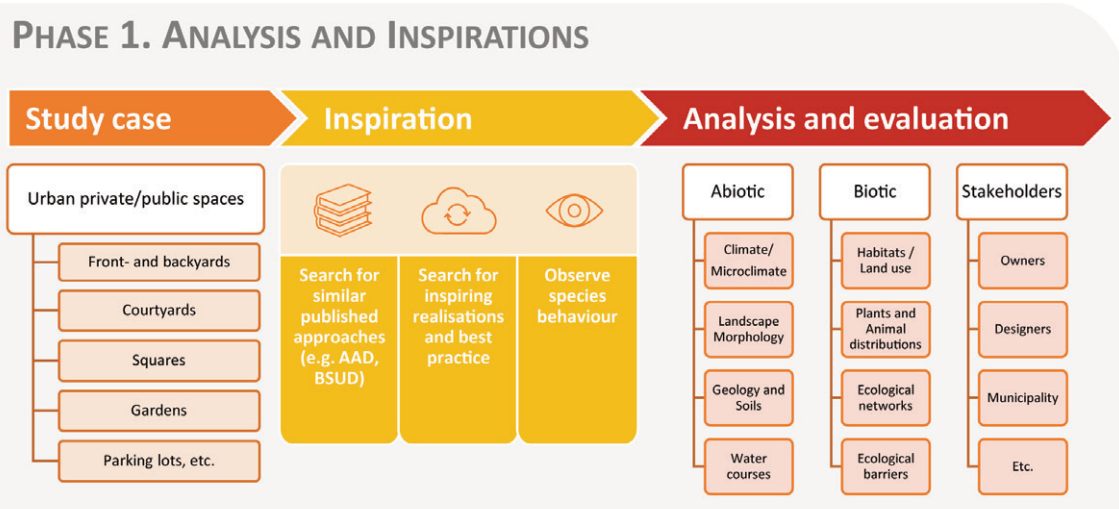 PHASE 1. ANALYSIS AND INSPIRATIONS
Study case
Inspiration
Analysis and evaluation
Urban private/public spaces
Front- and backyards
Courtyards
Squares
Gardens
Parking lots, etc.
Search for
similar
published
approaches
(e.g. AAD,
BSUD)
Search for
inspiring
realisations
and best
practice
Observe
species
behaviour
Abiotic
Climate/
Microclimate
Landscape
Morphology
Geology and
Soils
Water
courses
Biotic
Habitats /
Land use
Plants and
Animal
distributions
Ecological
networks
Ecological
barriers
Stakeholders
Owners
Designers
Municipality
Etc.